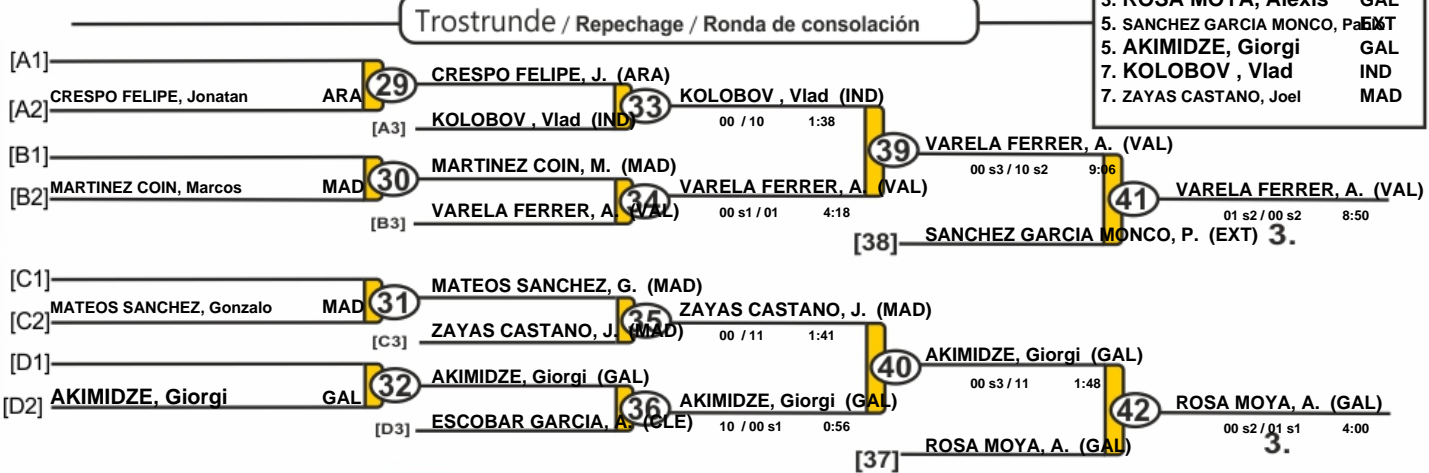 3. ROSA MOYA, Alexis GAL
Trostrunde / Repechage / Ronda de consolación
5. SANCHEZ GARCIA MONCO, Pablo EXT
5. AKIMIDZE, Giorgi GAL
7. KOLOBOV , Vlad IND
7. ZAYAS CASTANO, Joel MAD
[A1]
[A2] CRESPO FELIPE, Jonatan ARA
29
CRESPO FELIPE, J. (ARA)
[A3] KOLOBOV , Vlad (IND)
33
KOLOBOV , Vlad (IND)
00 / 10 1:38
[B1]
[B2] MARTINEZ COIN, Marcos MAD
30
MARTINEZ COIN, M. (MAD)
[B3] VARELA FERRER, A. (VAL)
34
VARELA FERRER, A. (VAL)
00 s1 / 01 4:18
39
VARELA FERRER, A. (VAL)
00 s3 / 10 s2 9:06
[38] SANCHEZ GARCIA MONCO, P. (EXT)
41
VARELA FERRER, A. (VAL)
01 s2 / 00 s2 8:50
3.
[C1]
[C2] MATEOS SANCHEZ, Gonzalo MAD
31
MATEOS SANCHEZ, G. (MAD)
[C3] ZAYAS CASTANO, J. (MAD)
35
ZAYAS CASTANO, J. (MAD)
00 / 11 1:41
[D1]
[D2] AKIMIDZE, Giorgi GAL
32
AKIMIDZE, Giorgi (GAL)
[D3] ESCOBAR GARCIA, A. (CLE)
36
AKIMIDZE, Giorgi (GAL)
10 / 00 s1 0:56
40
AKIMIDZE, Giorgi (GAL)
00 s3 / 11 1:48
[37] ROSA MOYA, A. (GAL)
42
ROSA MOYA, A. (GAL)
00 s2 / 01 s1 4:00
3.